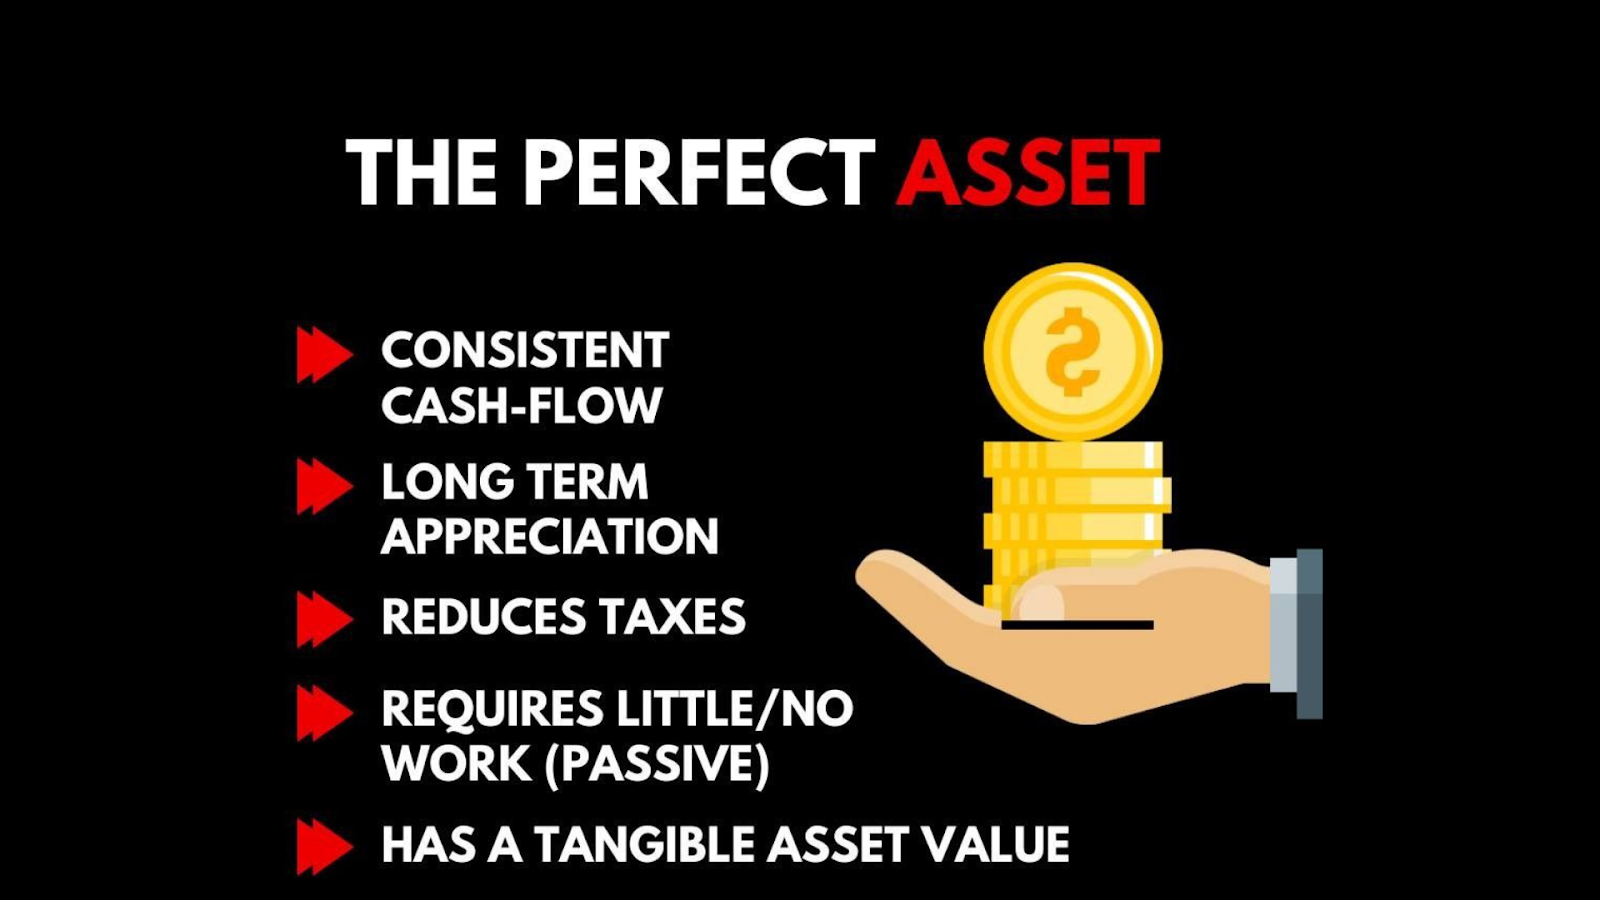 THE PERFECT ASSET
CONSISTENT
CASH-FLOW
LONG TERM
APPRECIATION
REDUCES TAXES
REQUIRES LITTLE/NO
WORK (PASSIVE)
HAS A TANGIBLE ASSET VALUE
$